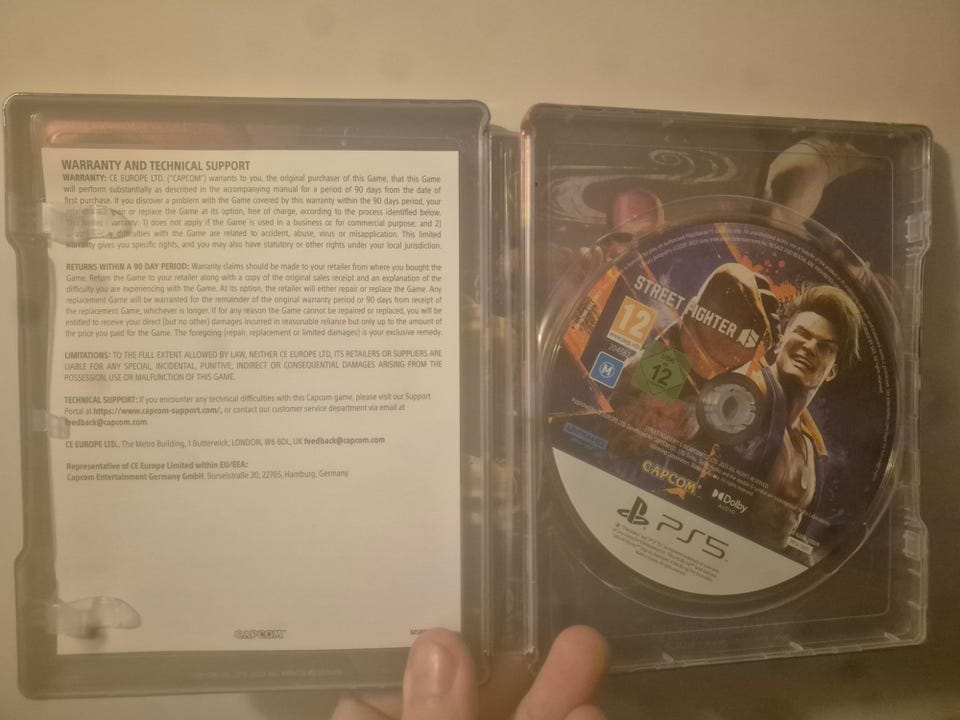 WARRANTY AND TECHNICAL SUPPORT
WARRANTY: CE EUROPE LTD. ("CAPCOM") warrants to you, the original purchaser of this Game, that this Game
will perform substantially as described in the accompanying manual for a period of 90 days from the date of
first purchase. If you discover a problem with the Game covered by this warranty within the 90 days period, your
or replace the Game at its option, free of charge, according to the process identified below.
1) does not apply if the Game is used in a business or for commercial purpose; and 2)
difficulties with the Game are related to accident, abuse, virus or misapplication. This limited
warranty gives you specific rights, and you may also have statutory or other rights under your local jurisdiction.
RETURNS WITHIN A 90 DAY PERIOD: Warranty claims should be made to your retailer from where you bought the
Game. Return the Game to your retailer along with a copy of the original sales receipt and an explanation of the
difficulty you are experiencing with the Game. At its option, the retailer will either repair or replace the Game. Any
replacement Game will be warranted for the remainder of the original warranty period or 90 days from receipt of
the replacement Game, whichever is longer. If for any reason the Game cannot be repaired or replaced, you will be
entitled to receive your direct (but no other) damages incurred in reasonable reliance but only up to the amount of
the price you paid for the Game. The foregoing (repair, replacement or limited damages) is your exclusive remedy.
LIMITATIONS: TO THE FULL EXTENT ALLOWED BY LAW, NEITHER CE EUROPE LTD, ITS RETAILERS OR SUPPLIERS ARE
LIABLE FOR ANY SPECIAL, INCIDENTAL, PUNITIVE, INDIRECT OR CONSEQUENTIAL DAMAGES ARISING FROM THE
POSSESSION, USE OR MALFUNCTION OF THIS GAME.
TECHNICAL SUPPORT: If you encounter any technical difficulties with this Capcom game, please visit our Support
Portal at https://www.capcom-support.com/, or contact our customer service department via email at
feedback@capcom.com.
CE EUROPE LTD., The Metro Building, 1 Butterwick, LONDON, W6 8DL, UK feedback@capcom.com
Representative of CE Europe Limited within EU/EEA:
Capcom Entertainment Germany GmbH, Borselstraße 20, 22765, Hamburg, Germany
CAPCOM
STREET FIGHTER 6
12
USK
12
M
CAPCOM
Dolby
PS5